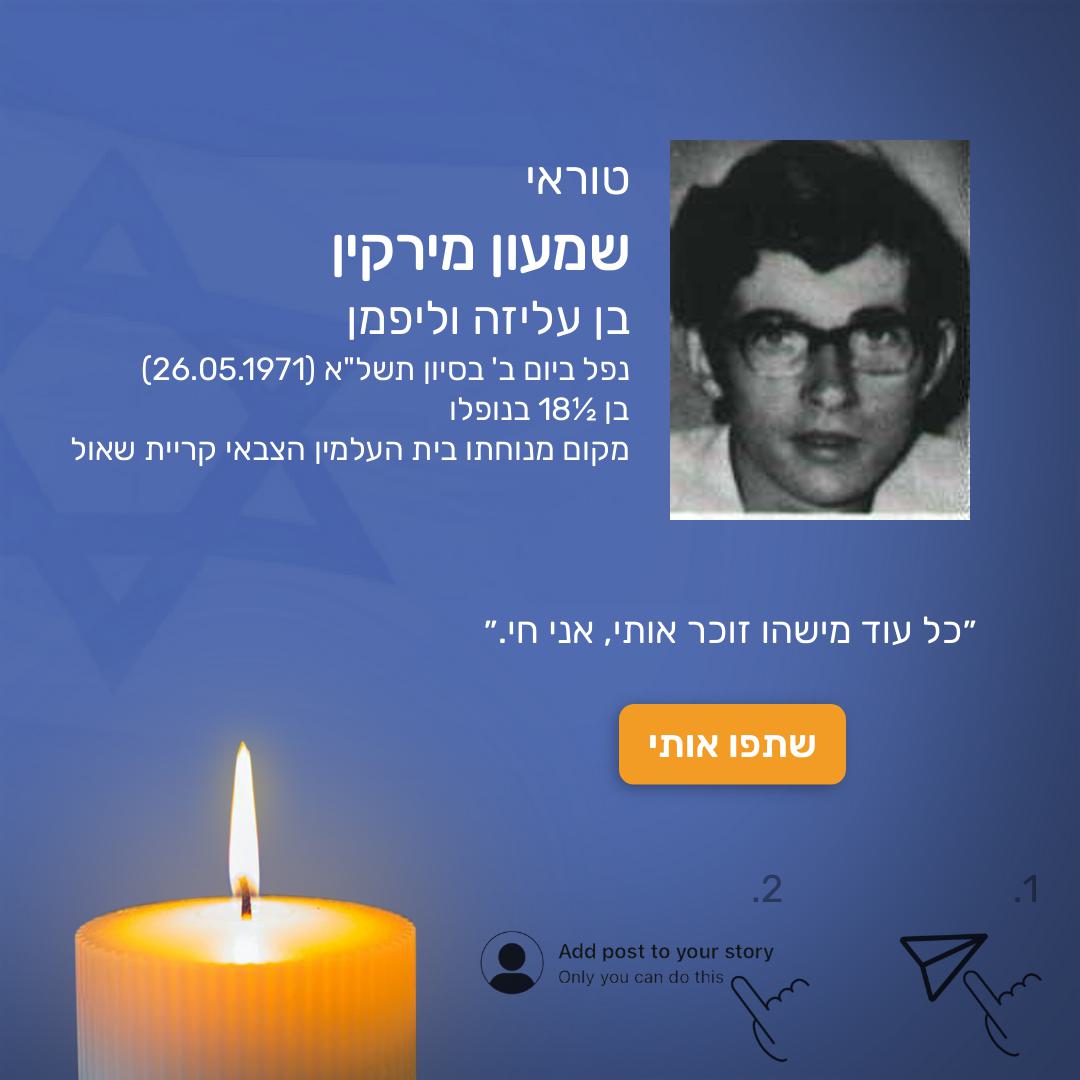 טוראי
שמעון מירקין
בן עליזה וליפמן
נפל ביום ב' בסיון תשל"א (26.05.1971)
בן 18½ בנופלו
מקום מנוחתו בית העלמין הצבאי קריית שאול
"כל עוד מישהו זוכר אותי, אני חי."
שתפו אותי
1.
2.
Add post to your story
Only you can do this